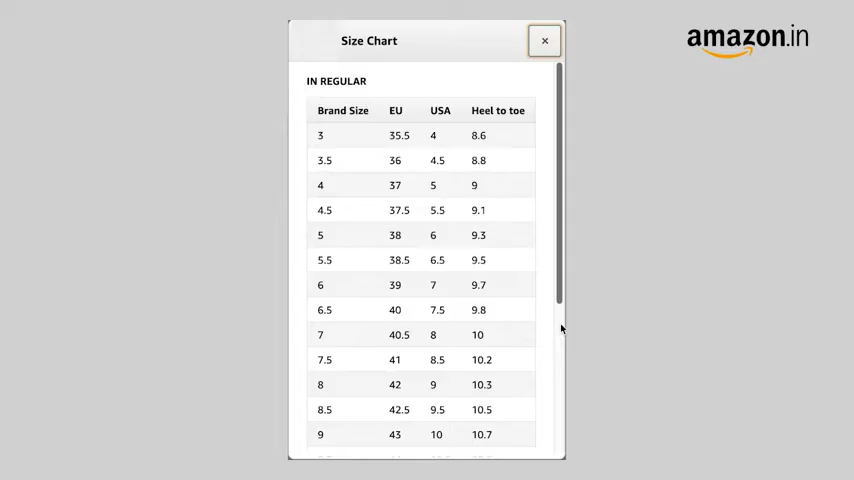 Size Chart
×
amazon.in
IN REGULAR
Brand Size EU USA Heel to toe
3 35.5 4 8.6
3.5 36 4.5 8.8
4 37 5 9
4.5 37.5 5.5 9.1
5 38 6 9.3
5.5 38.5 6.5 9.5
6 39 7 9.7
6.5 40 7.5 9.8
7 40.5 8 10
7.5 41 8.5 10.2
8 42 9 10.3
8.5 42.5 9.5 10.5
9 43 10 10.7